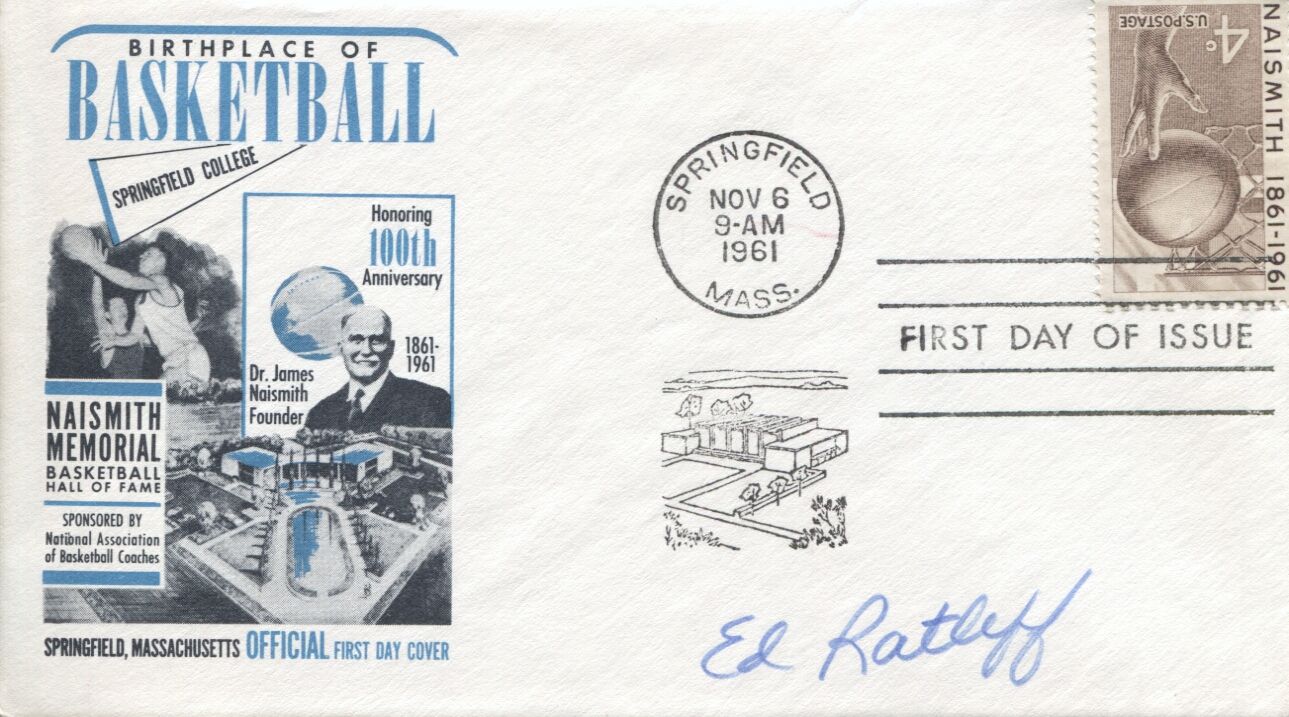 BIRTHPLACE OF
BASKETBALL
SPRINGFIELD COLLEGE
Honoring
100th
Anniversary
1861-
1961
Dr. James
Naismith
Founder
NAISMITH
MEMORIAL
BASKETBALL
HALL OF FAME
SPONSORED BY
National Association
of Basketball Coaches
SPRINGFIELD, MASSACHUSETTS OFFICIAL FIRST DAY COVER
SPRINGFIELD
NOV 6
9-AM
1961
MASS.
4c
U.S. POSTAGE
NAISMITH 1861-1961
FIRST DAY OF ISSUE
Ed Ratleff